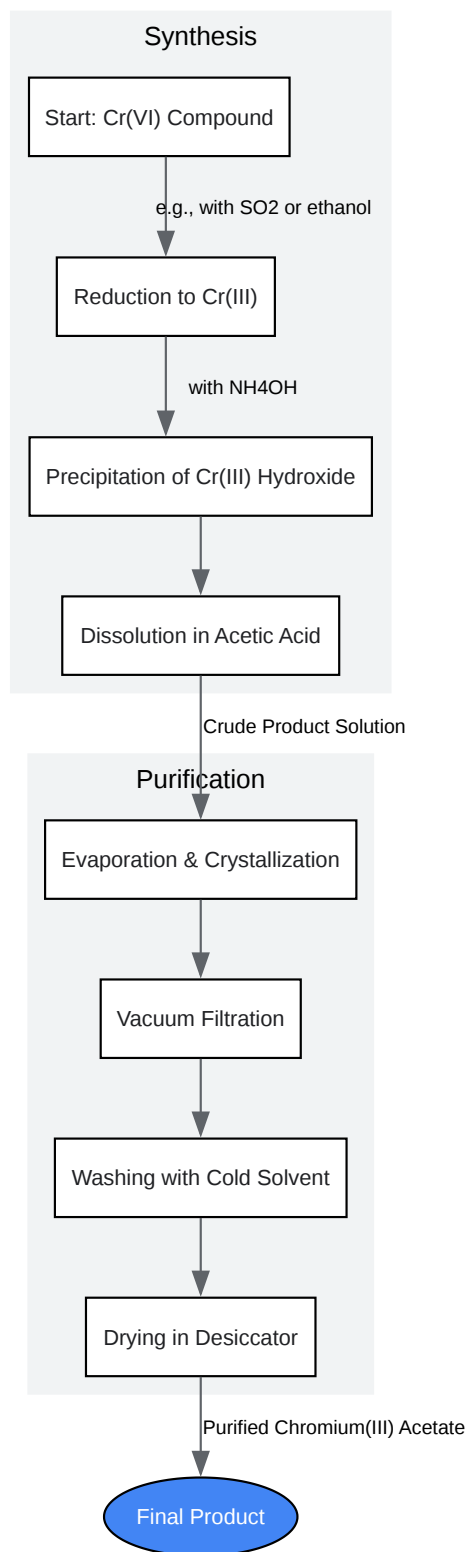 Synthesis
Start: Cr(VI) Compound
e.g., with SO2 or ethanol
Reduction to Cr(III)
with NH4OH
Precipitation of Cr(III) Hydroxide
Dissolution in Acetic Acid
Crude Product Solution
Purification
Evaporation & Crystallization
Vacuum Filtration
Washing with Cold Solvent
Drying in Desiccator
Purified Chromium(III) Acetate
Final Product